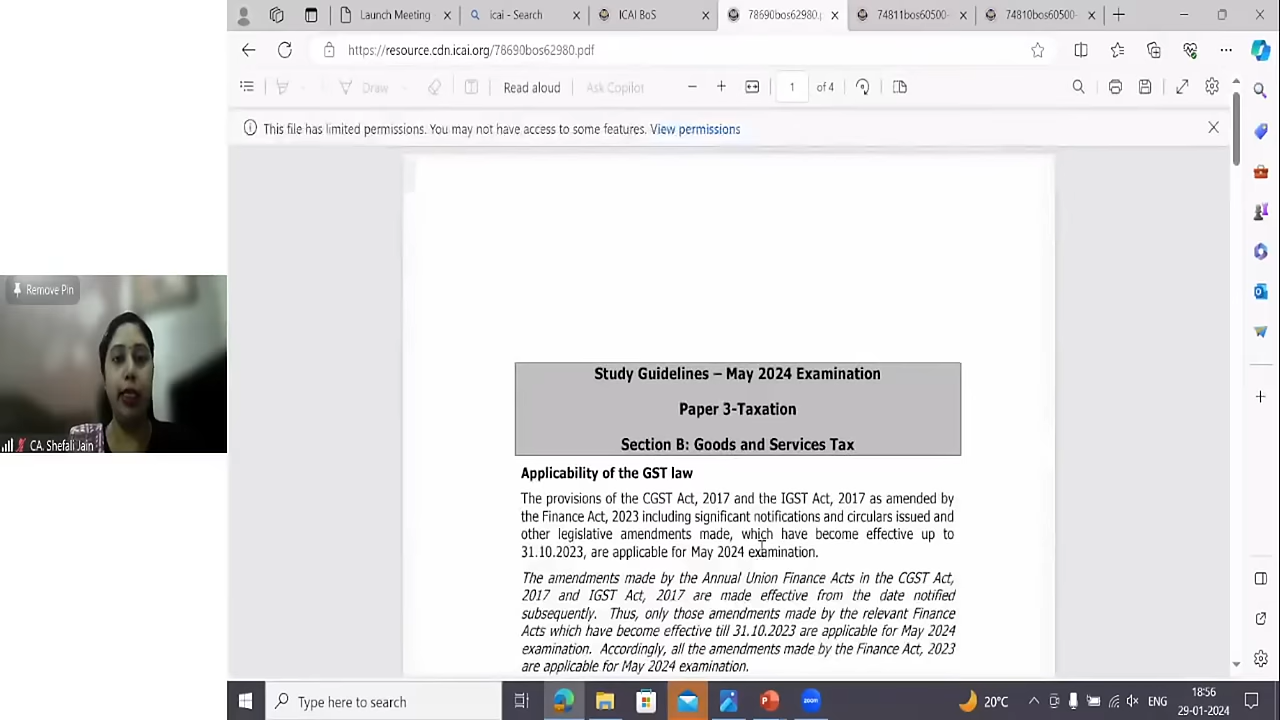 Launch Meeting
icai - Search
ICAI BoS
78690bos62980.p
74811bos60500-
74810bos60500-
https://resource.cdn.icai.org/78690bos62980.pdf
Draw
Read aloud
Ask Copilot
1
of 4
This file has limited permissions. You may not have access to some features. View permissions
Remove Pin
CA. Shefali Jain
Study Guidelines – May 2024 Examination
Paper 3-Taxation
Section B: Goods and Services Tax
Applicability of the GST law
The provisions of the CGST Act, 2017 and the IGST Act, 2017 as amended by
the Finance Act, 2023 including significant notifications and circulars issued and
other legislative amendments made, which have become effective up to
31.10.2023, are applicable for May 2024 examination.
The amendments made by the Annual Union Finance Acts in the CGST Act,
2017 and IGST Act, 2017 are made effective from the date notified
subsequently. Thus, only those amendments made by the relevant Finance
Acts which have become effective till 31.10.2023 are applicable for May 2024
examination. Accordingly, all the amendments made by the Finance Act, 2023
are applicable for May 2024 examination.
Type here to search
zoom
20°C
ENG
18:56
29-01-2024